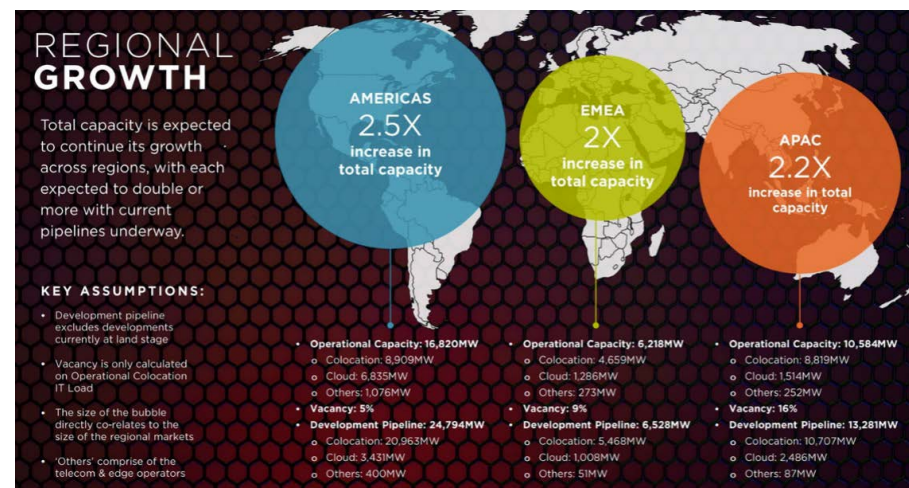 REGIONAL
GROWTH
Total capacity is expected
to continue its growth
across regions, with each
expected to double or
more with current
pipelines underway.
KEY ASSUMPTIONS:
• Development pipeline
excludes developments
currently at land stage
• Vacancy is only calculated
on Operational Colocation
IT Load
• The size of the bubble
directly co-relates to the
size of the regional markets
• 'Others' comprise of the
telecom & edge operators
AMERICAS
2.5X
increase in
total capacity
• Operational Capacity: 16,820MW
o Colocation: 8,909MW
o Cloud: 6,835MW
o Others: 1,076MW
• Vacancy: 5%
• Development Pipeline: 24,794MW
o Colocation: 20,963MW
o Cloud: 3,431MW
o Others: 400MW
EMEA
2X
increase in
total capacity
• Operational Capacity: 6,218MW
o Colocation: 4,659MW
o Cloud: 1,286MW
o Others: 273MW
• Vacancy: 9%
• Development Pipeline: 6,528MW
o Colocation: 5,468MW
o Cloud: 1,008MW
o Others: 51MW
APAC
2.2X
increase in total
capacity
• Operational Capacity: 10,584MW
o Colocation: 8,819MW
o Cloud: 1,514MW
o Others: 252MW
• Vacancy: 16%
• Development Pipeline: 13,281MW
o Colocation: 10,707MW
o Cloud: 2,486MW
o Others: 87MW